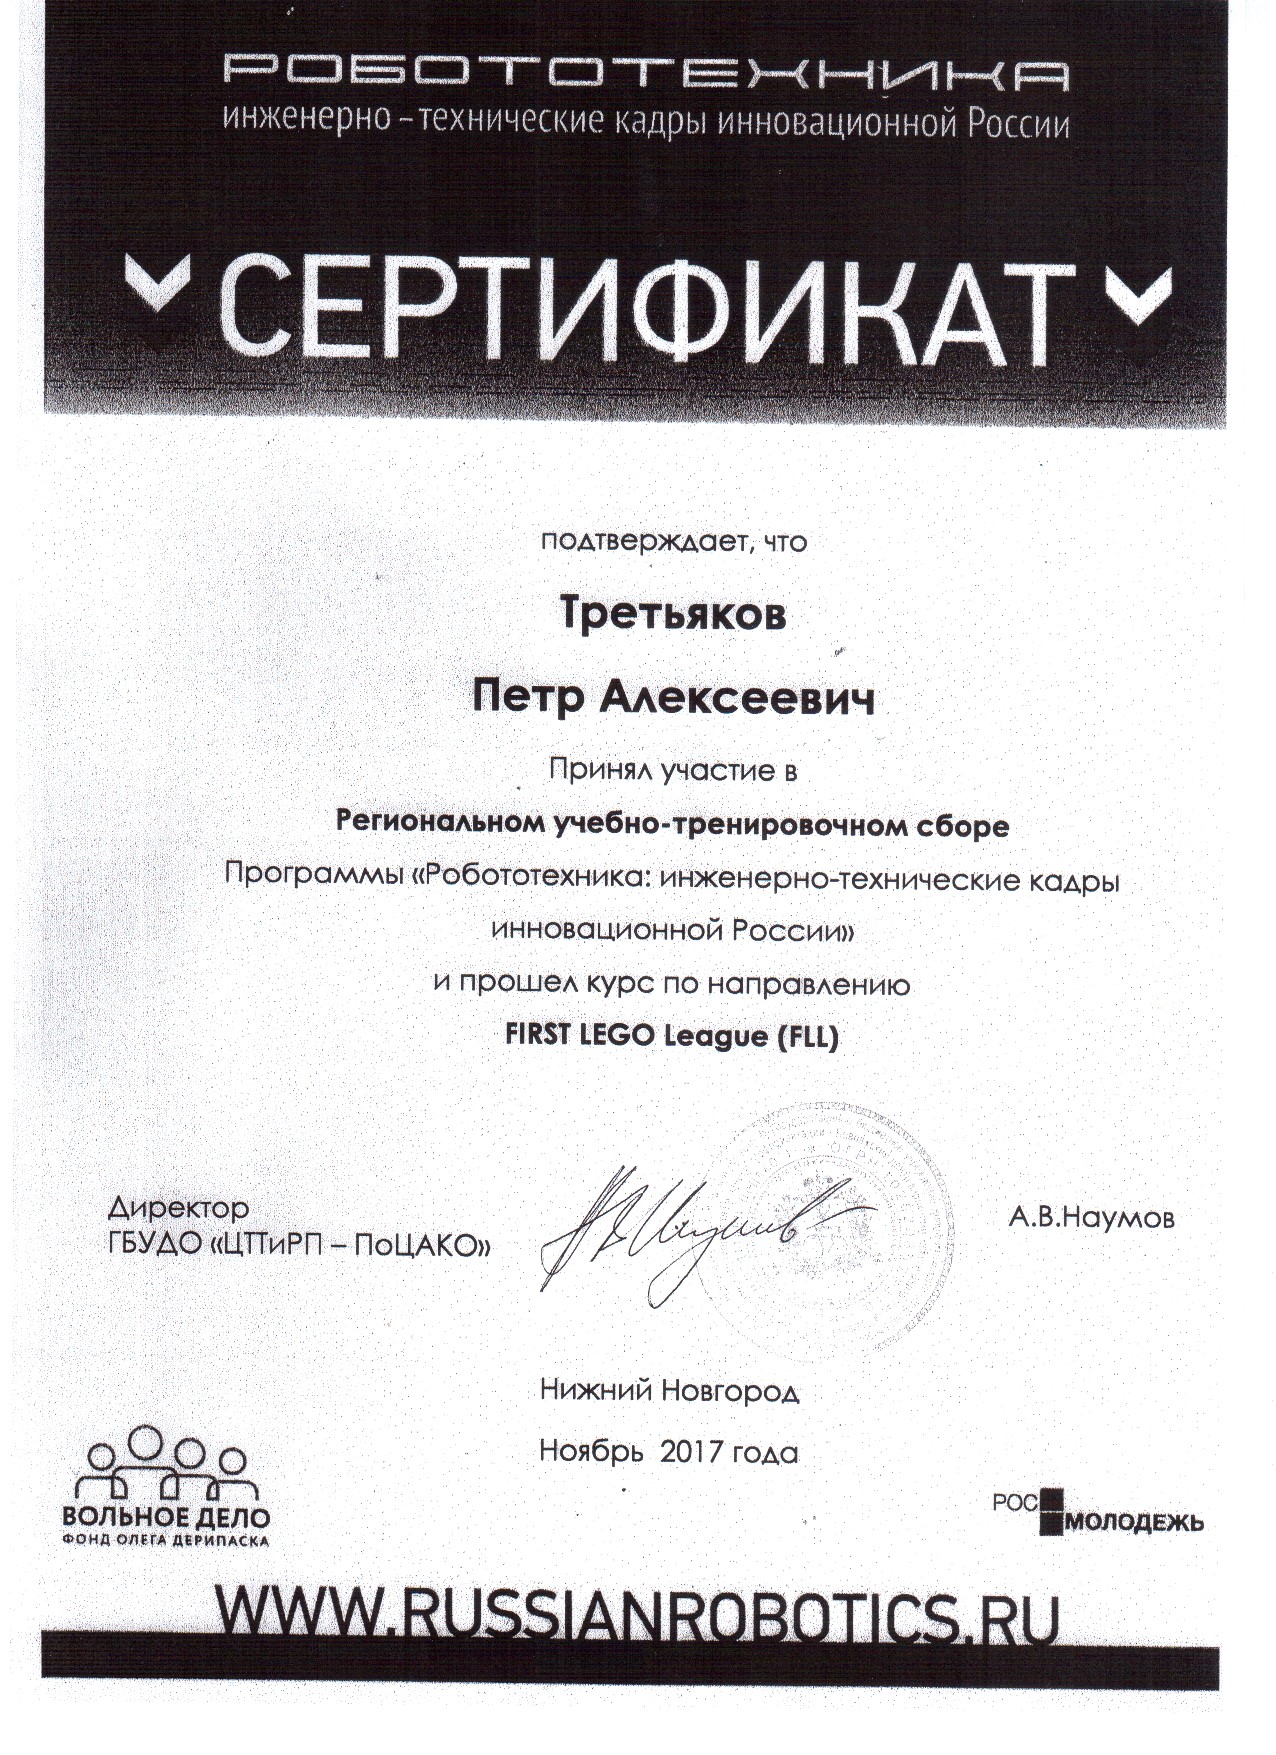 РОБОТОТЕХНИКА
инженерно – технические кадры инновационной России
СЕРТИФИКАТ
подтверждает, что
Третьяков
Петр Алексеевич
Принял участие в
Региональном учебно-тренировочном сборе
Программы «Робототехника: инженерно-технические кадры
инновационной России»
и прошел курс по направлению
FIRST LEGO League (FLL)
Директор
ГБУДО «ЦТТиРП – ПоЦАКО»
А.В.Наумов
Нижний Новгород
Ноябрь 2017 года
ВОЛЬНОЕ ДЕЛО
ФОНД ОЛЕГА ДЕРИПАСКА
РОС
МОЛОДЕЖЬ
WWW.RUSSIANROBOTICS.RU